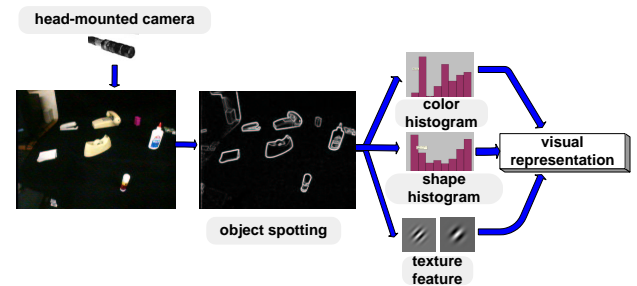 head-mounted camera
color
histogram
visual
representation
shape
histogram
object spotting
texture
feature